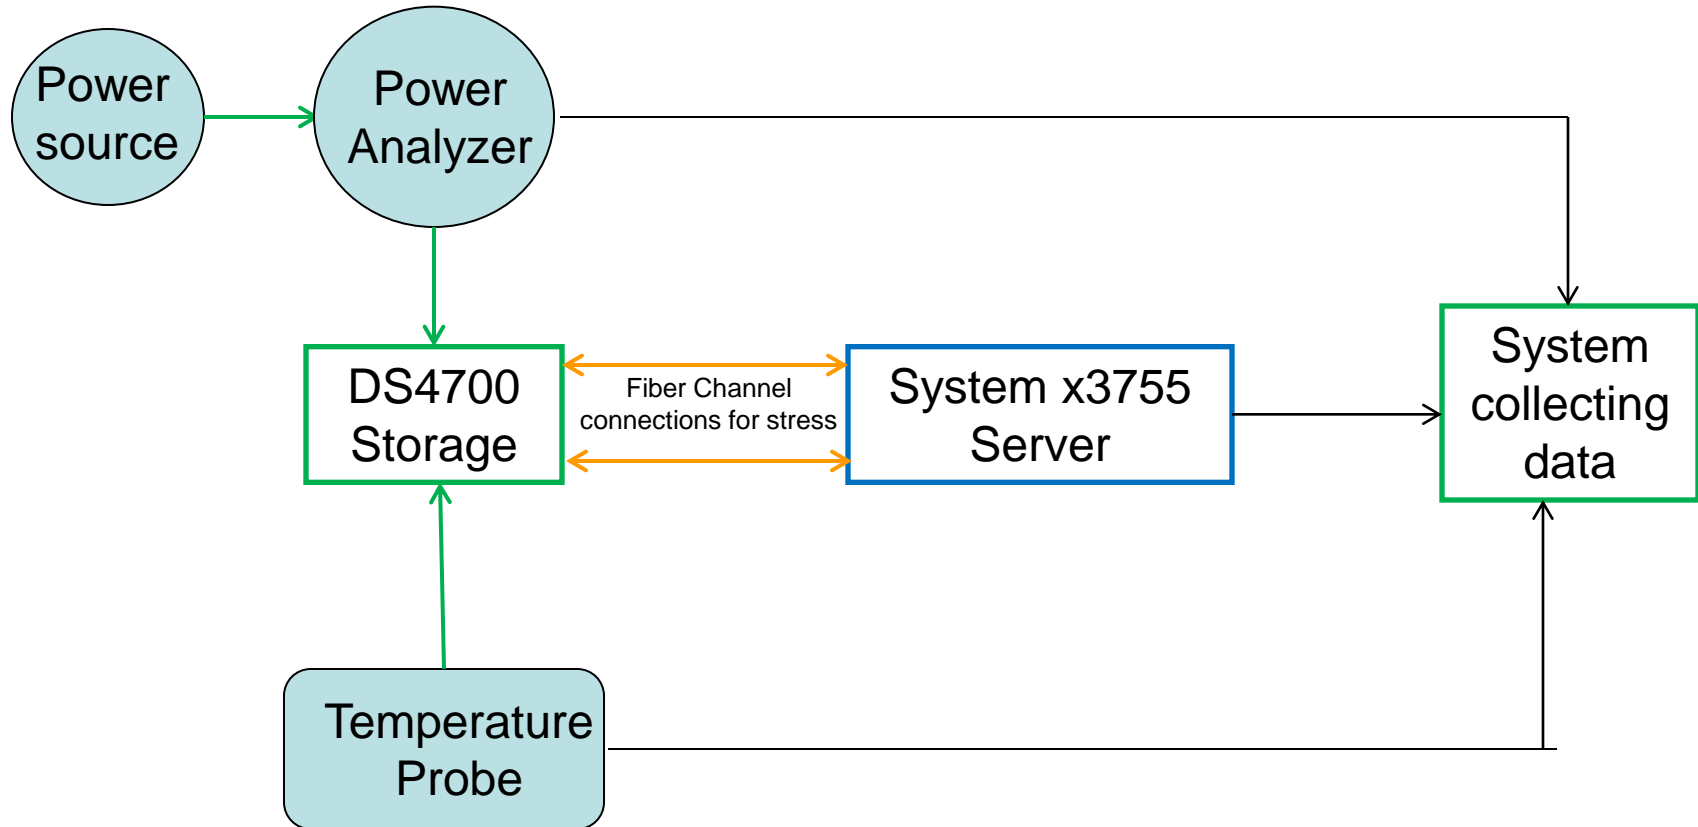 Power
source
Power
Analyzer
DS4700
Storage
Fiber Channel
connections for stress
System x3755
Server
System
collecting
data
Temperature
Probe